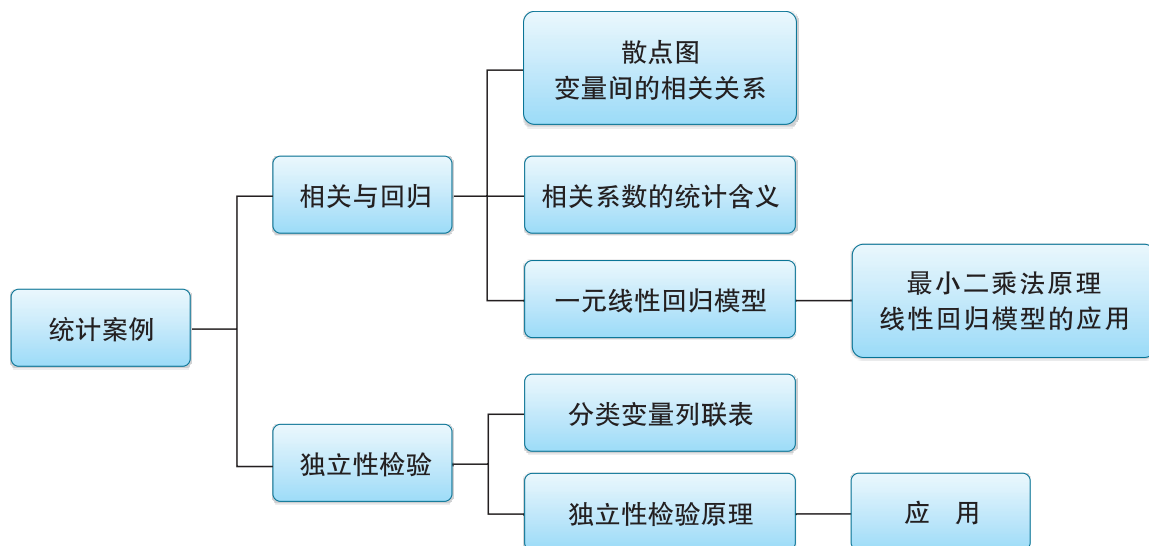 散点图
变量间的相关关系
相关与回归
相关系数的统计含义
一元线性回归模型
最小二乘法原理
线性回归模型的应用
统计案例
分类变量列联表
独立性检验
独立性检验原理
应 用